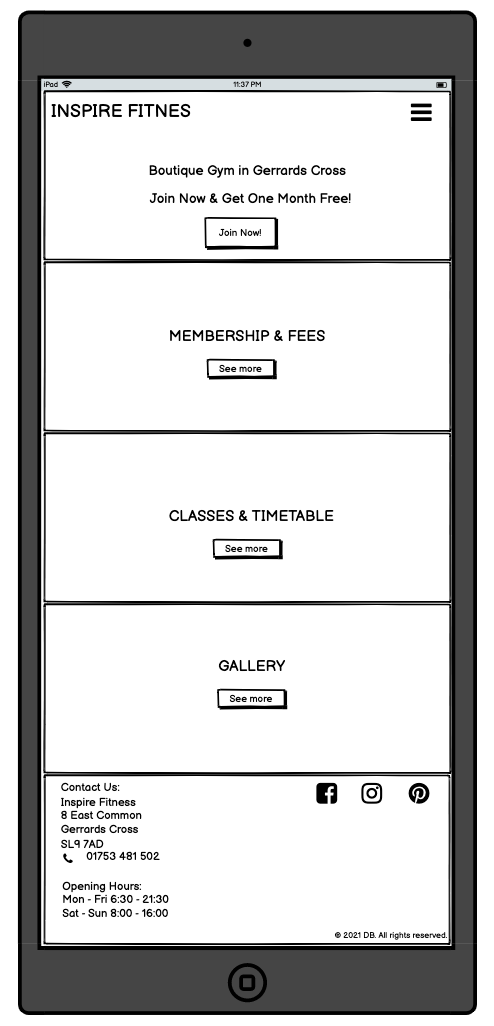 iPad 11:37 PM
INSPIRE FITNES
Boutique Gym in Gerrards Cross
Join Now & Get One Month Free!
Join Now!
MEMBERSHIP & FEES
See more
CLASSES & TIMETABLE
See more
GALLERY
See more
Contact Us:
Inspire Fitness
8 East Common
Gerrards Cross
SL9 7AD
01753 481 502
Opening Hours:
Mon - Fri 6:30 - 21:30
Sat - Sun 8:00 - 16:00
© 2021 DB. All rights reserved.